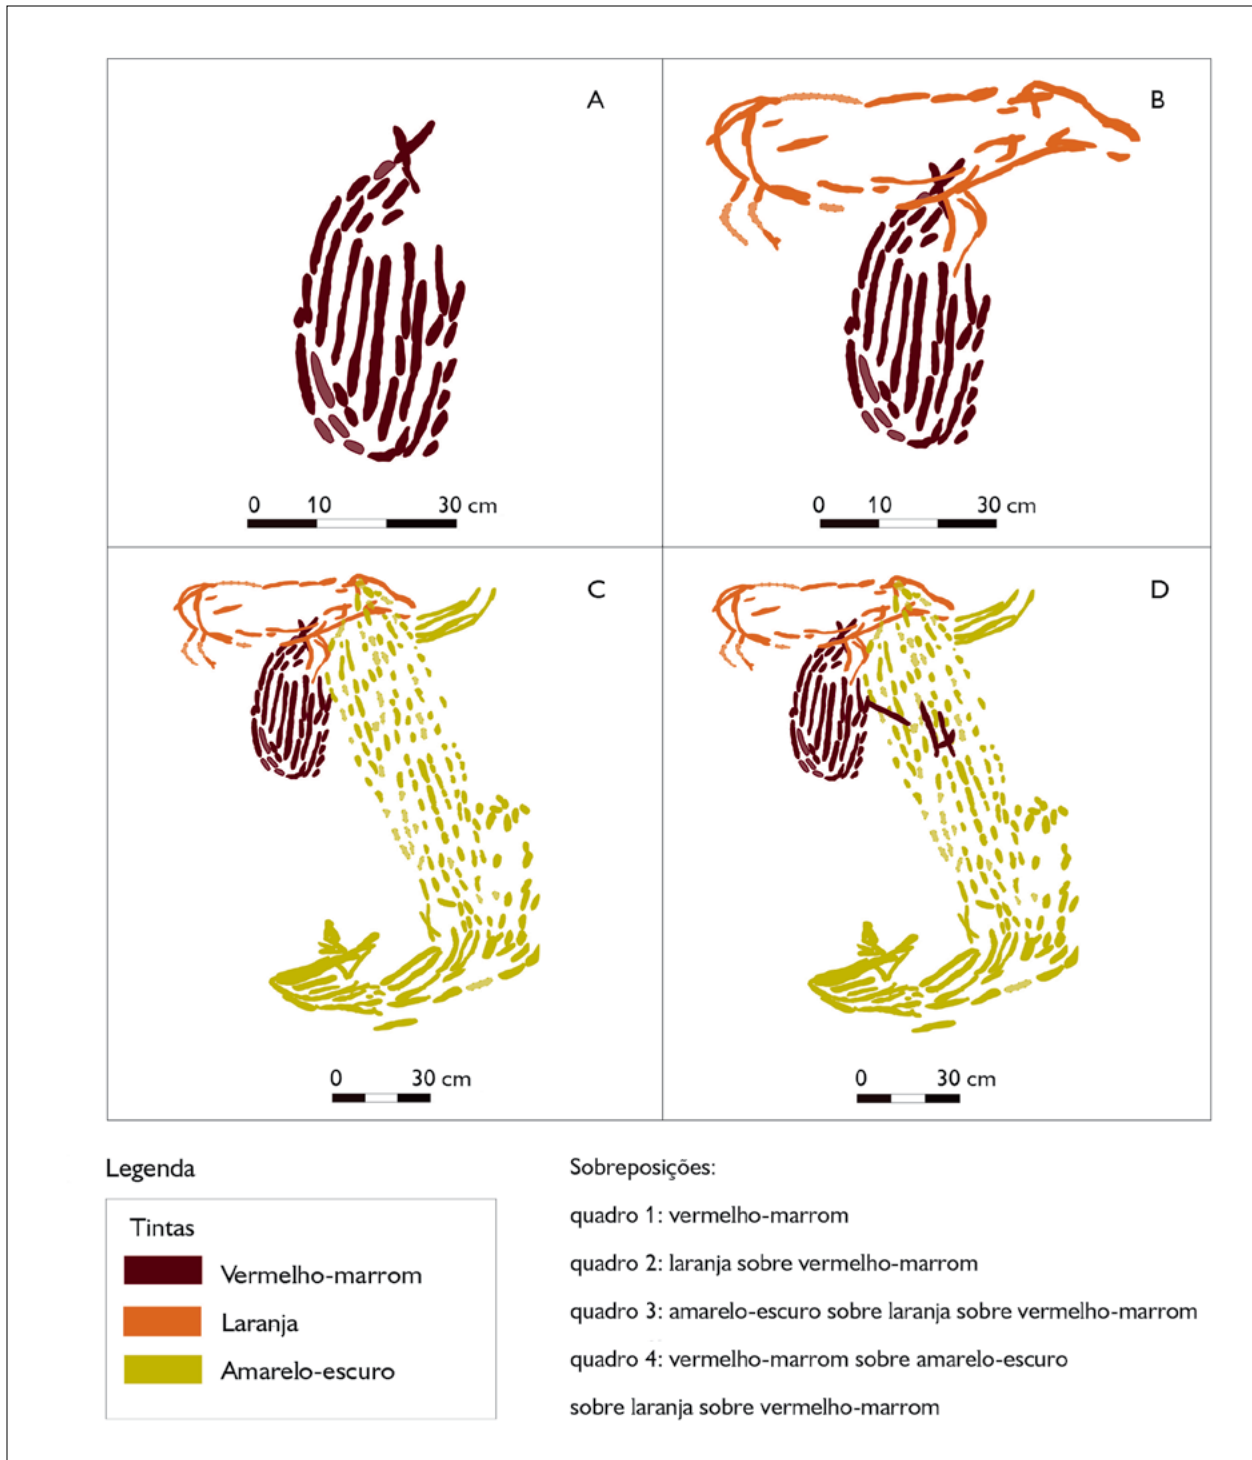 A
B
0 10 30 cm
0 10 30 cm
C
D
0 30 cm
0 30 cm
Legenda
Tintas
Vermelho-marrom
Laranja
Amarelo-escuro
Sobreposições:
quadro 1: vermelho-marrom
quadro 2: laranja sobre vermelho-marrom
quadro 3: amarelo-escuro sobre laranja sobre vermelho-marrom
quadro 4: vermelho-marrom sobre amarelo-escuro
sobre laranja sobre vermelho-marrom